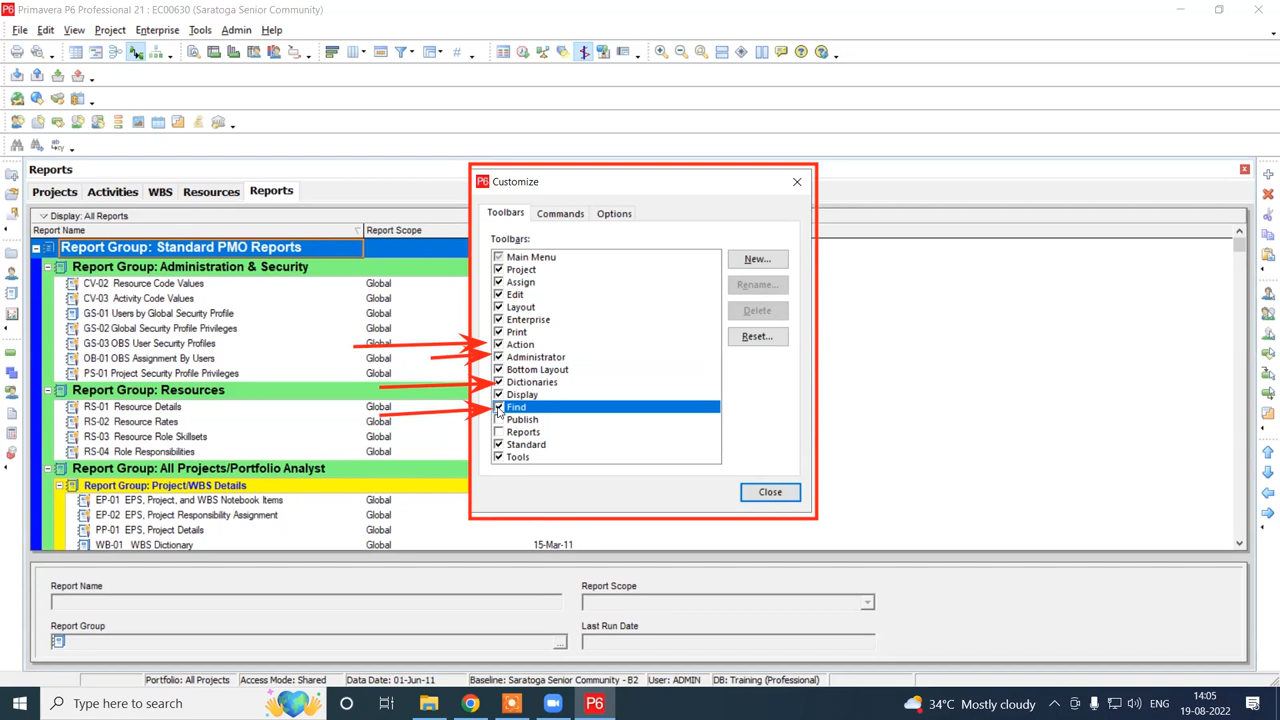 P6 Primavera P6 Professional 21 : EC00630 (Saratoga Senior Community)
File Edit View Project Enterprise Tools Admin Help
Reports
Projects Activities WBS Resources Reports
Display: All Reports
Report Name Report Scope
Report Group: Standard PMO Reports
Report Group: Administration & Security
CV-02 Resource Code Values Global
CV-03 Activity Code Values Global
GS-01 Users by Global Security Profile Global
GS-02 Global Security Profile Privileges Global
GS-03 OBS User Security Profiles Global
OB-01 OBS Assignment By Users Global
PS-01 Project Security Profile Privileges Global
Report Group: Resources
RS-01 Resource Details Global
RS-02 Resource Rates Global
RS-03 Resource Role Skillsets Global
RS-04 Role Responsibilities Global
Report Group: All Projects/Portfolio Analyst
Report Group: Project/WBS Details
EP-01 EPS, Project, and WBS Notebook Items Global
EP-02 EPS, Project Responsibility Assignment Global
PP-01 EPS, Project Details Global
WB-01 WBS Dictionary Global 15-Mar-11
P6 Customize
Toolbars Commands Options
Toolbars:
Main Menu
Project
Assign
Edit
Layout
Enterprise
Print
Action
Administrator
Bottom Layout
Dictionaries
Display
Find
Publish
Reports
Standard
Tools
New...
Rename...
Delete
Reset...
Close
Report Name Report Scope
Report Group Last Run Date
Portfolio: All Projects Access Mode: Shared Data Date: 01-Jun-11 Baseline: Saratoga Senior Community - B2 User: ADMIN DB: Training (Professional)
Type here to search
P6
34°C Mostly cloudy
14:05
19-08-2022